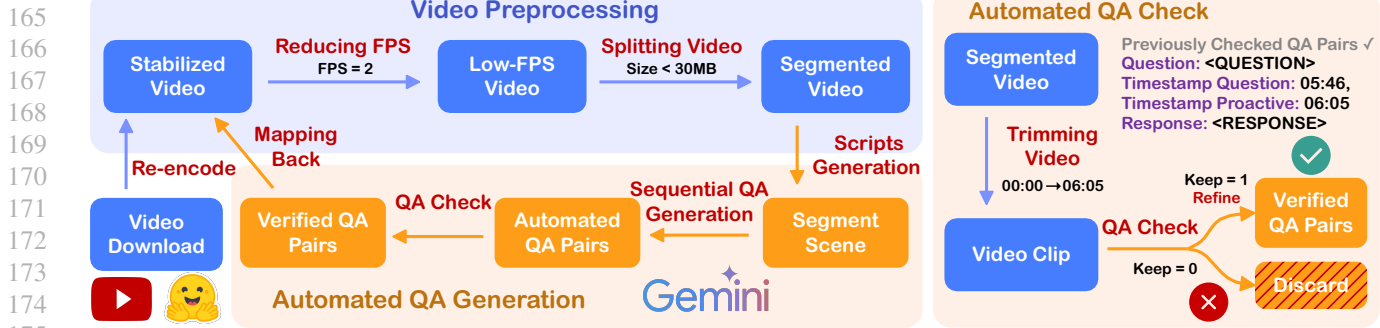 165
166
167
168
169
170
171
172
173
174
Video Preprocessing
Stabilized
Video
Reducing FPS
FPS = 2
Low-FPS
Video
Splitting Video
Size < 30MB
Segmented
Video
Re-encode
Mapping
Back
Scripts
Generation
Video
Download
Verified QA
Pairs
QA Check
Automated
QA Pairs
Sequential QA
Generation
Segment
Scene
Automated QA Generation
Gemini
Automated QA Check
Segmented
Video
Previously Checked QA Pairs ✓
Question: <QUESTION>
Timestamp Question: 05:46,
Timestamp Proactive: 06:05
Response: <RESPONSE>
Trimming
Video
00:00→06:05
Video Clip
QA Check
Keep = 1
Refine
Verified
QA Pairs
Keep = 0
Discard